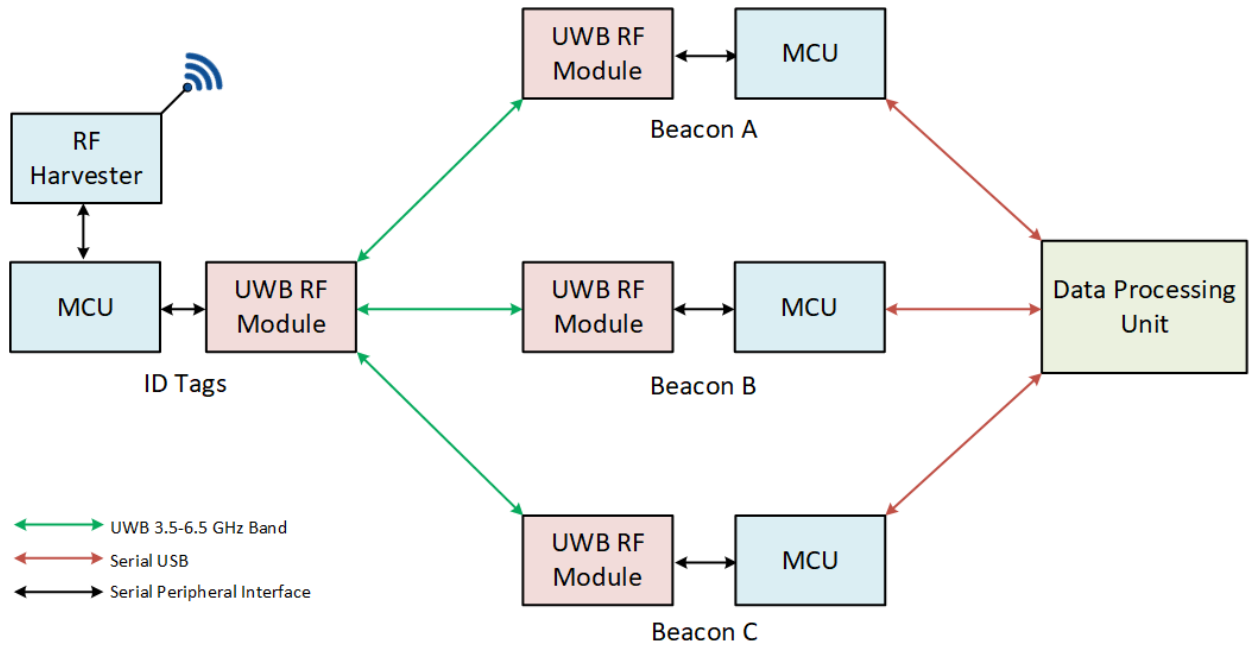 UWB RF
Module
MCU
Beacon A
RF
Harvester
MCU
UWB RF
Module
ID Tags
UWB RF
Module
MCU
Beacon B
Data Processing
Unit
UWB RF
Module
MCU
Beacon C
UWB 3.5-6.5 GHz Band
Serial USB
Serial Peripheral Interface